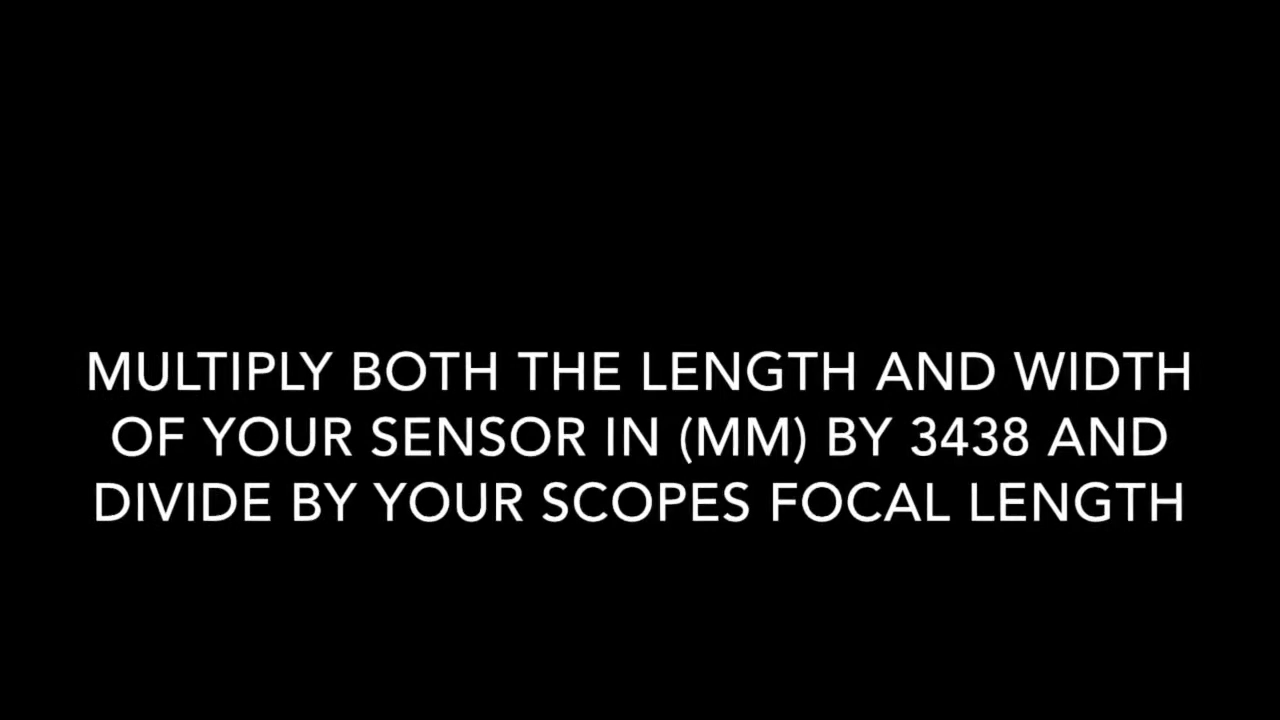 MULTIPLY BOTH THE LENGTH AND WIDTH
OF YOUR SENSOR IN (MM) BY 3438 AND
DIVIDE BY YOUR SCOPES FOCAL LENGTH